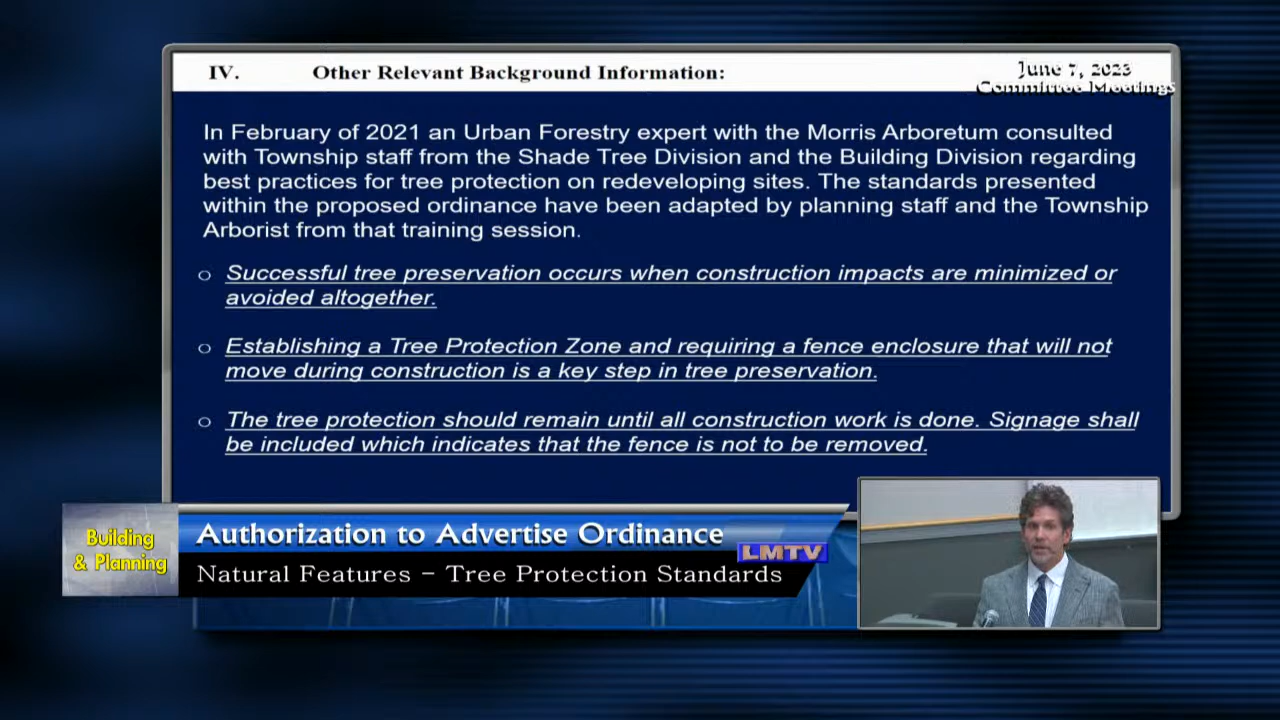 IV. Other Relevant Background Information:
June 7, 2023
Committee Meetings
In February of 2021 an Urban Forestry expert with the Morris Arboretum consulted
with Township staff from the Shade Tree Division and the Building Division regarding
best practices for tree protection on redeveloping sites. The standards presented
within the proposed ordinance have been adapted by planning staff and the Township
Arborist from that training session.
o Successful tree preservation occurs when construction impacts are minimized or
avoided altogether.
o Establishing a Tree Protection Zone and requiring a fence enclosure that will not
move during construction is a key step in tree preservation.
o The tree protection should remain until all construction work is done. Signage shall
be included which indicates that the fence is not to be removed.
Building
& Planning
Authorization to Advertise Ordinance
LMTV
Natural Features – Tree Protection Standards